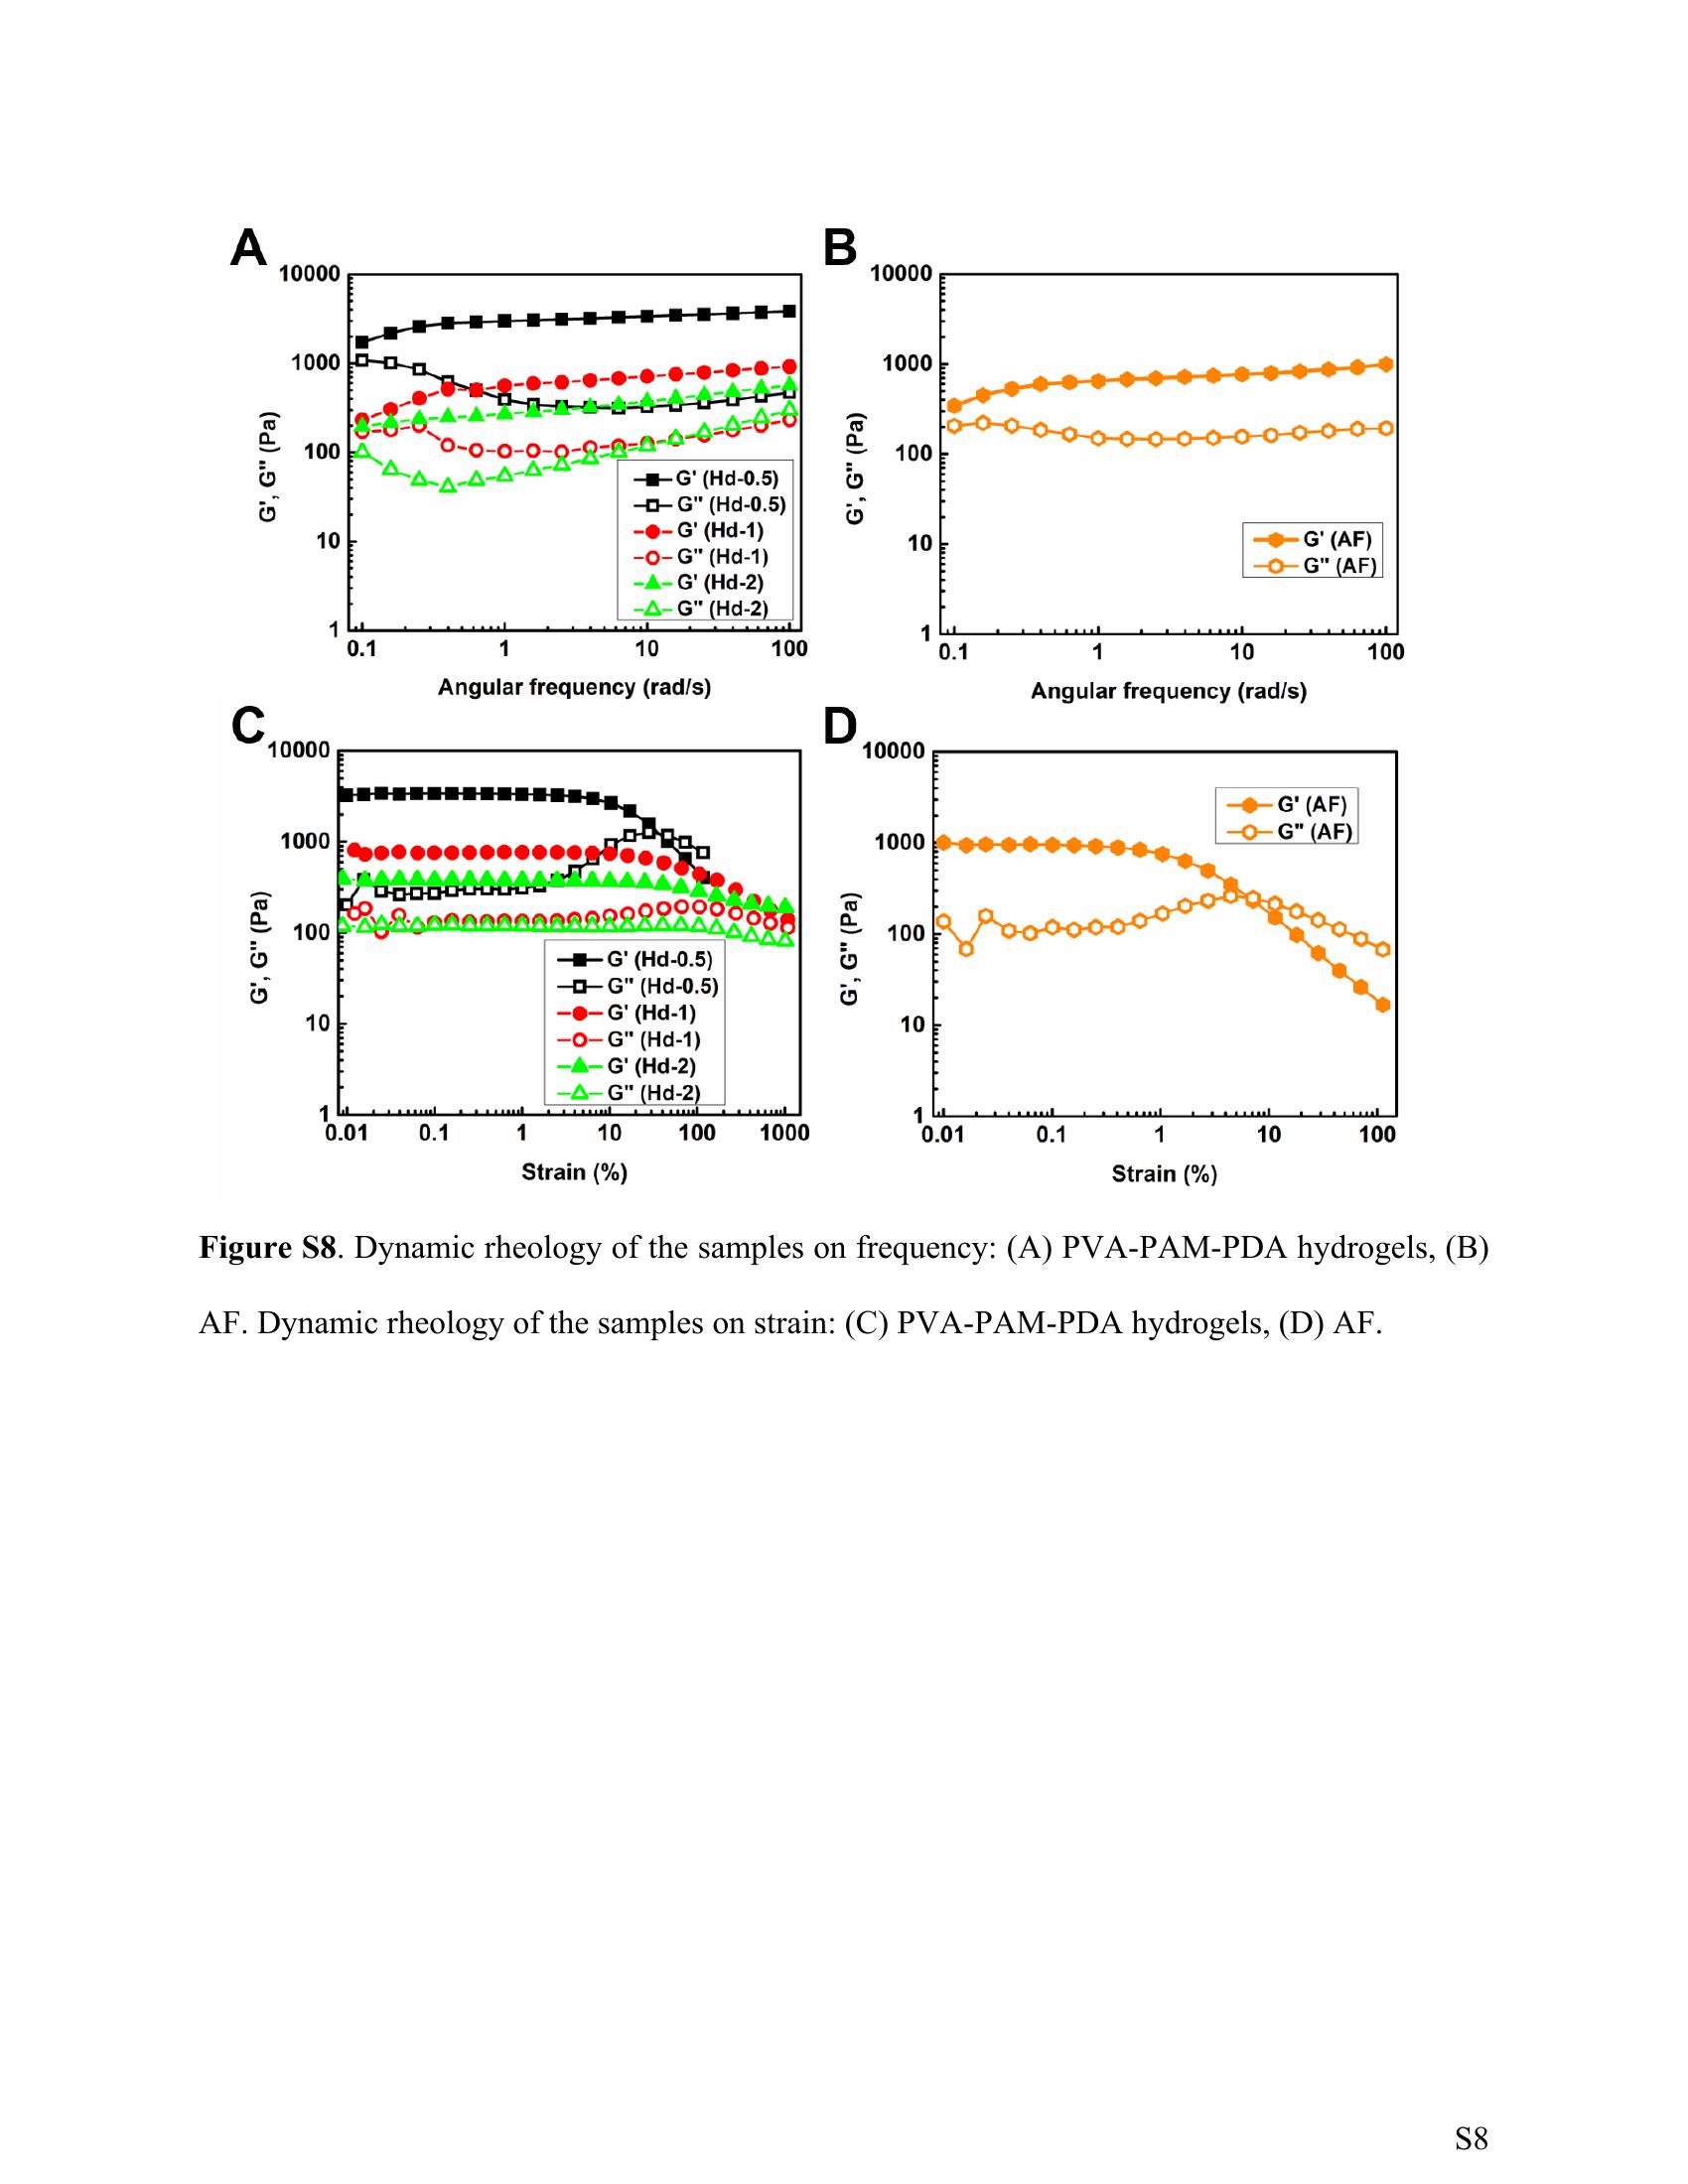 A
10000
1000
100
10
1
G', G" (Pa)
G' (Hd-0.5)
G" (Hd-0.5)
G' (Hd-1)
G" (Hd-1)
G' (Hd-2)
G" (Hd-2)
0.1 1 10 100
Angular frequency (rad/s)
B
10000
1000
100
10
1
G', G" (Pa)
G' (AF)
G" (AF)
0.1 1 10 100
Angular frequency (rad/s)
C
10000
1000
100
10
1
G', G" (Pa)
G' (Hd-0.5)
G" (Hd-0.5)
G' (Hd-1)
G" (Hd-1)
G' (Hd-2)
G" (Hd-2)
0.01 0.1 1 10 100 1000
Strain (%)
D
10000
1000
100
10
1
G', G" (Pa)
G' (AF)
G" (AF)
0.01 0.1 1 10 100
Strain (%)
Figure S8. Dynamic rheology of the samples on frequency: (A) PVA-PAM-PDA hydrogels, (B)
AF. Dynamic rheology of the samples on strain: (C) PVA-PAM-PDA hydrogels, (D) AF.
S8